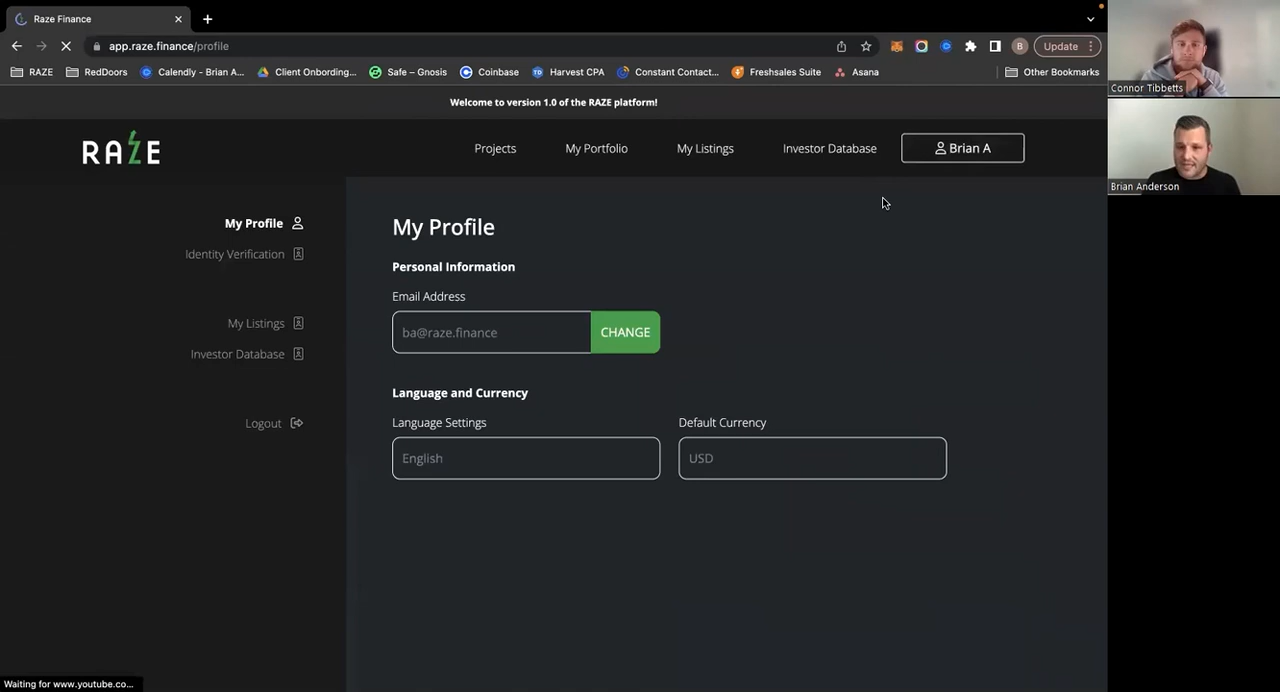 Raze Finance
app.raze.finance/profile
B
Update
RAZE
RedDoors
Calendly - Brian A...
Client Onbording...
Safe – Gnosis
Coinbase
Harvest CPA
Constant Contact...
Freshsales Suite
Asana
Other Bookmarks
Welcome to version 1.0 of the RAZE platform!
RAZE
Projects
My Portfolio
My Listings
Investor Database
Brian A
My Profile
Identity Verification
My Listings
Investor Database
Logout
My Profile
Personal Information
Email Address
ba@raze.finance
CHANGE
Language and Currency
Language Settings
Default Currency
English
USD
Waiting for www.youtube.co...
Connor Tibbetts
Brian Anderson